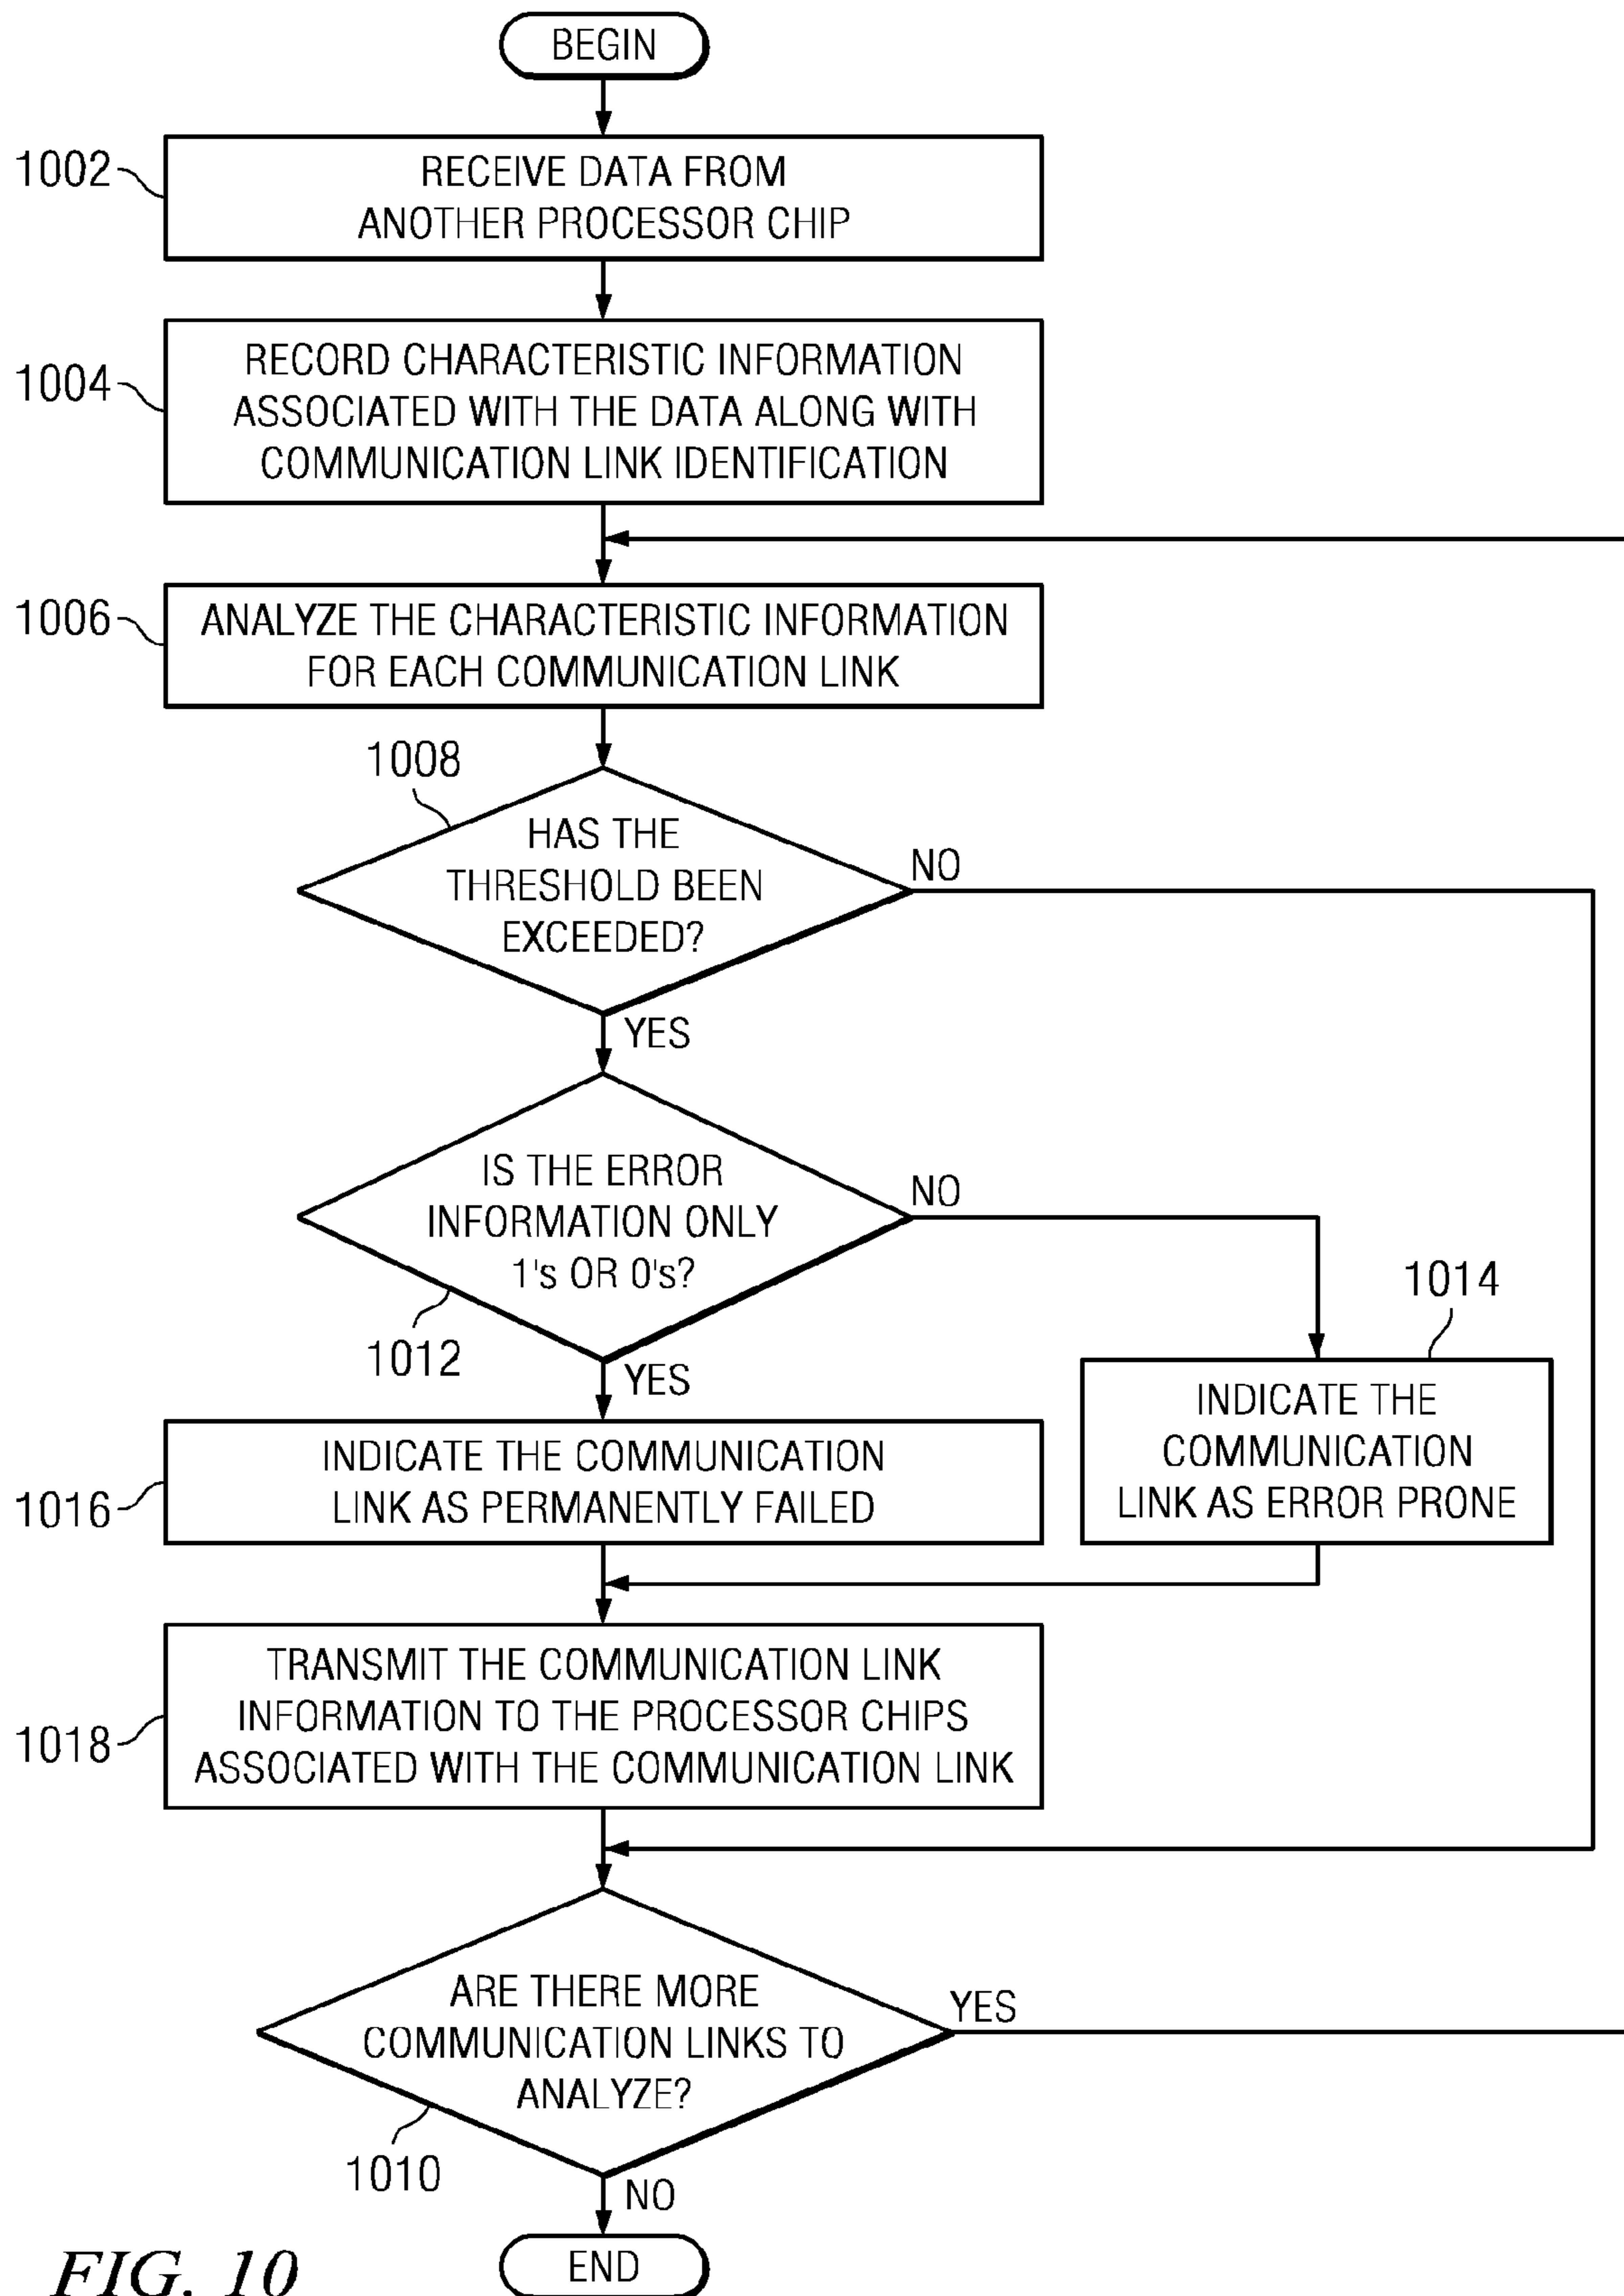 BEGIN
1002
RECEIVE DATA FROM
ANOTHER PROCESSOR CHIP
1004
RECORD CHARACTERISTIC INFORMATION
ASSOCIATED WITH THE DATA ALONG WITH
COMMUNICATION LINK IDENTIFICATION
1006
ANALYZE THE CHARACTERISTIC INFORMATION
FOR EACH COMMUNICATION LINK
1008
HAS THE
THRESHOLD BEEN
EXCEEDED?
NO
YES
IS THE ERROR
INFORMATION ONLY
1's OR 0's?
NO
1012
YES
1014
INDICATE THE
COMMUNICATION
LINK AS ERROR PRONE
1016
INDICATE THE COMMUNICATION
LINK AS PERMANENTLY FAILED
1018
TRANSMIT THE COMMUNICATION LINK
INFORMATION TO THE PROCESSOR CHIPS
ASSOCIATED WITH THE COMMUNICATION LINK
ARE THERE MORE
COMMUNICATION LINKS TO
ANALYZE?
YES
1010
NO
END
FIG. 10